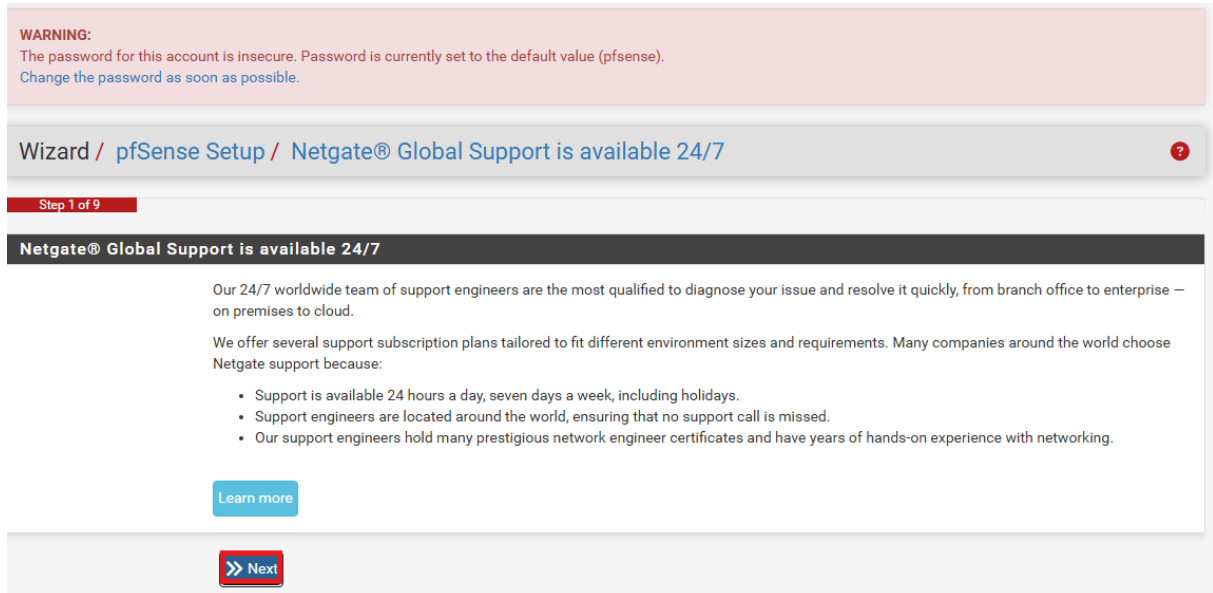 WARNING:
The password for this account is insecure. Password is currently set to the default value (pfsense).
Change the password as soon as possible.
Wizard / pfSense Setup / Netgate® Global Support is available 24/7
?
Step 1 of 9
Netgate® Global Support is available 24/7
Our 24/7 worldwide team of support engineers are the most qualified to diagnose your issue and resolve it quickly, from branch office to enterprise —
on premises to cloud.
We offer several support subscription plans tailored to fit different environment sizes and requirements. Many companies around the world choose
Netgate support because:
• Support is available 24 hours a day, seven days a week, including holidays.
• Support engineers are located around the world, ensuring that no support call is missed.
• Our support engineers hold many prestigious network engineer certificates and have years of hands-on experience with networking.
Learn more
Next